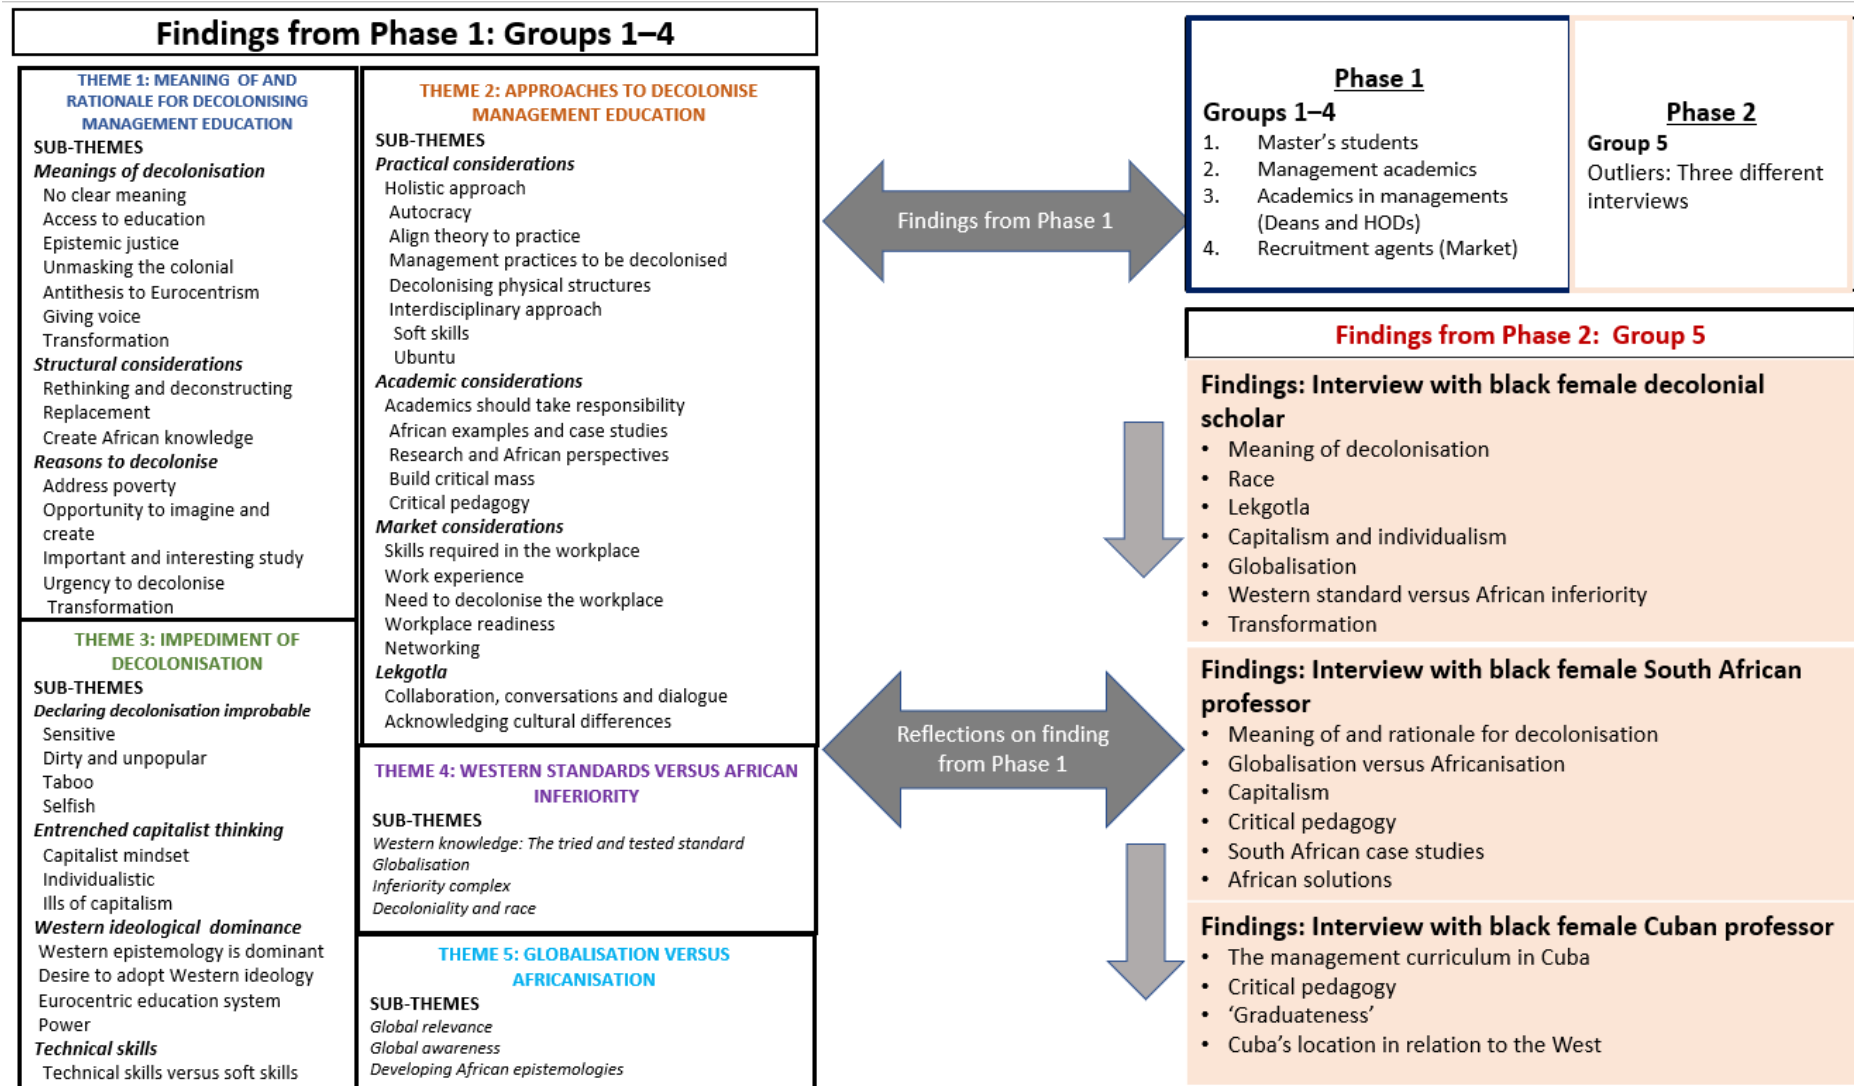 Findings from Phase 1: Groups 1–4
THEME 1: MEANING OF AND
RATIONALE FOR DECOLONISING
MANAGEMENT EDUCATION
SUB-THEMES
Meanings of decolonisation
No clear meaning
Access to education
Epistemic justice
Unmasking the colonial
Antithesis to Eurocentrism
Giving voice
Transformation
Structural considerations
Rethinking and deconstructing
Replacement
Create African knowledge
Reasons to decolonise
Address poverty
Opportunity to imagine and
create
Important and interesting study
Urgency to decolonise
Transformation
THEME 2: APPROACHES TO DECOLONISE
MANAGEMENT EDUCATION
SUB-THEMES
Practical considerations
Holistic approach
Autocracy
Align theory to practice
Management practices to be decolonised
Decolonising physical structures
Interdisciplinary approach
Soft skills
Ubuntu
Academic considerations
Academics should take responsibility
African examples and case studies
Research and African perspectives
Build critical mass
Critical pedagogy
Market considerations
Skills required in the workplace
Work experience
Need to decolonise the workplace
Workplace readiness
Networking
Lekgotla
Collaboration, conversations and dialogue
Acknowledging cultural differences
THEME 3: IMPEDIMENT OF
DECOLONISATION
SUB-THEMES
Declaring decolonisation improbable
Sensitive
Dirty and unpopular
Taboo
Selfish
Entrenched capitalist thinking
Capitalist mindset
Individualistic
Ills of capitalism
Western ideological dominance
Western epistemology is dominant
Desire to adopt Western ideology
Eurocentric education system
Power
Technical skills
Technical skills versus soft skills
THEME 4: WESTERN STANDARDS VERSUS AFRICAN
INFERIORITY
SUB-THEMES
Western knowledge: The tried and tested standard
Globalisation
Inferiority complex
Decoloniality and race
THEME 5: GLOBALISATION VERSUS
AFRICANISATION
SUB-THEMES
Global relevance
Global awareness
Developing African epistemologies
Findings from Phase 1
Reflections on finding
from Phase 1
Phase 1
Groups 1–4
1. Master's students
2. Management academics
3. Academics in managements
(Deans and HODs)
4. Recruitment agents (Market)
Phase 2
Group 5
Outliers: Three different
interviews
Findings from Phase 2: Group 5
Findings: Interview with black female decolonial
scholar
• Meaning of decolonisation
• Race
• Lekgotla
• Capitalism and individualism
• Globalisation
• Western standard versus African inferiority
• Transformation
Findings: Interview with black female South African
professor
• Meaning of and rationale for decolonisation
• Globalisation versus Africanisation
• Capitalism
• Critical pedagogy
• South African case studies
• African solutions
Findings: Interview with black female Cuban professor
• The management curriculum in Cuba
• Critical pedagogy
• ‘Graduateness’
• Cuba's location in relation to the West